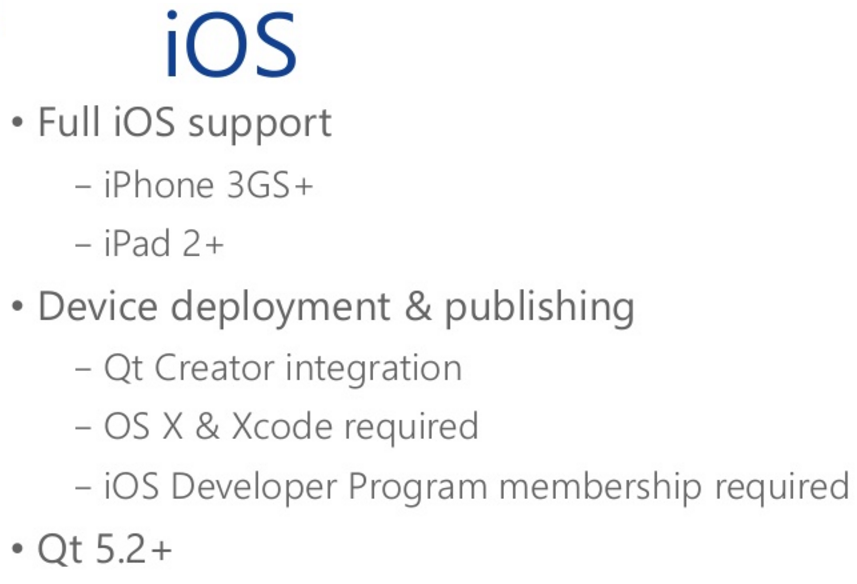 iOS
• Full iOS support
– iPhone 3GS+
– iPad 2+
• Device deployment & publishing
– Qt Creator integration
– OS X & Xcode required
– iOS Developer Program membership required
• Qt 5.2+